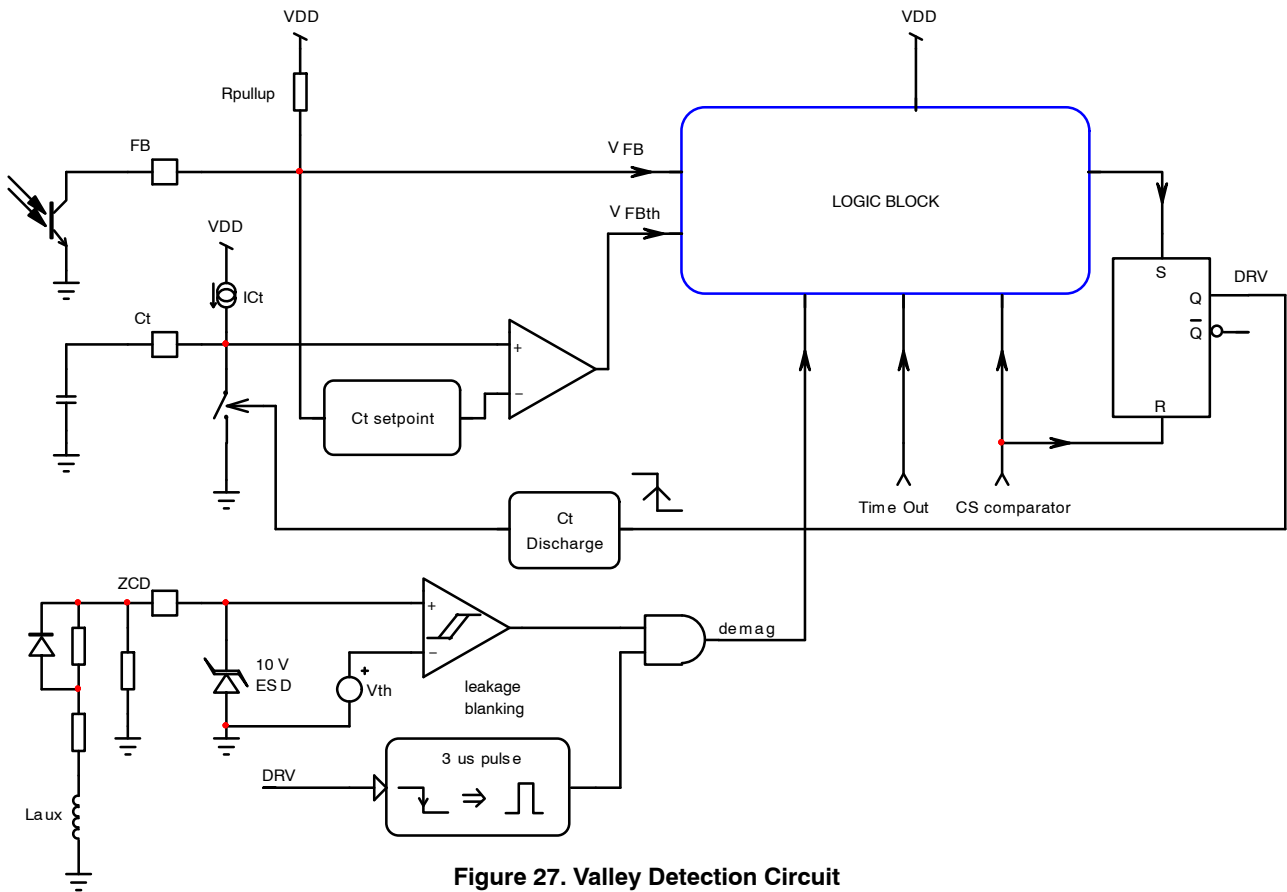 VDD
VDD
Rpullup
FB
V FB
LOGIC BLOCK
V FBth
VDD
S
DRV
ICt
Q
Ct
Q
+
−
Ct setpoint
R
Time Out
CS comparator
Ct
Discharge
ZCD
+
demag
−
10 V
ESD
+
Vth
leakage
blanking
3 us pulse
DRV
⇒
Laux
Figure 27. Valley Detection Circuit